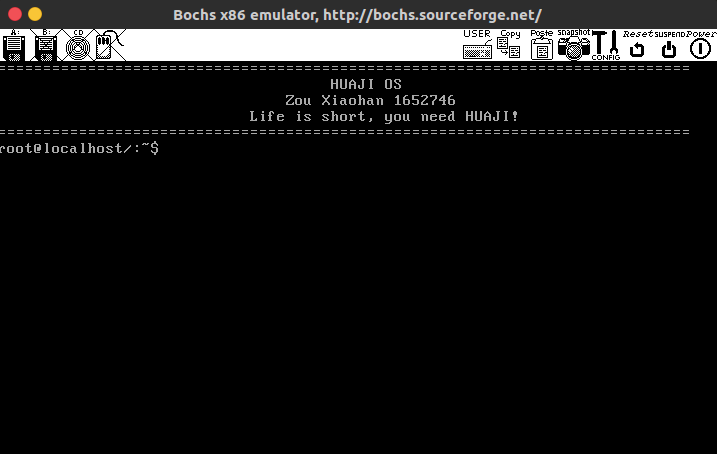 Bochs x86 emulator, http://bochs.sourceforge.net/
A: B: CD USER Copy Paste snapshot CONFIG Reset SUSPEND Power
==============================================================================
HUAJI OS
Zou Xiaohan 1652746
Life is short, you need HUAJI!
==============================================================================
root@localhost/:~$